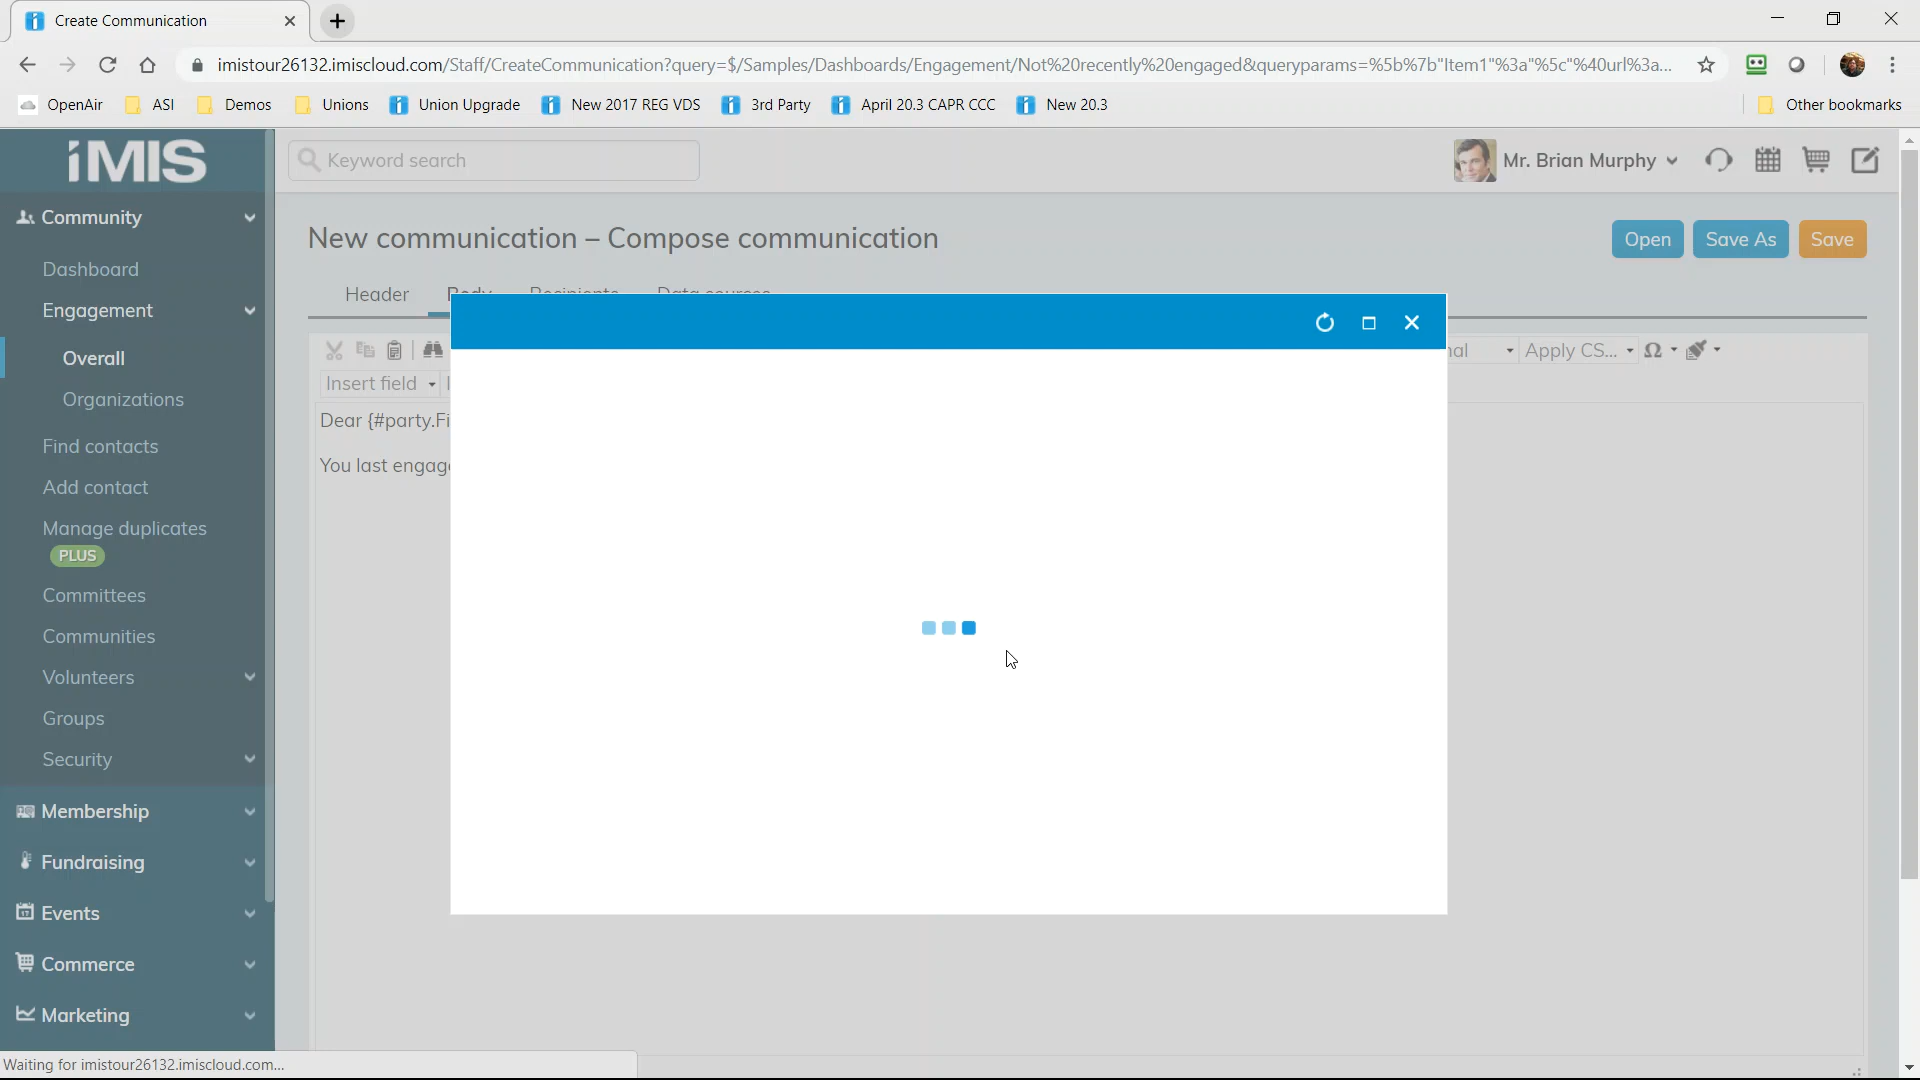 Create Communication
imistour26132.imiscloud.com/Staff/CreateCommunication?query=$/Samples/Dashboards/Engagement/Not%20recently%20engaged&queryparams=%5b%7b"Item1"%3a"%5c"%40url%3a...
OpenAir ASI Demos Unions Union Upgrade New 2017 REG VDS 3rd Party April 20.3 CAPR CCC New 20.3 Other bookmarks
iMIS
Keyword search
Mr. Brian Murphy
Community
Dashboard
Engagement
Overall
Organizations
Find contacts
Add contact
Manage duplicates
PLUS
Committees
Communities
Volunteers
Groups
Security
Membership
Fundraising
Events
Commerce
Marketing
New communication – Compose communication
Open Save As Save
Header Body Recipients Data sources
Apply CS...
Insert field
Dear {#party.Fi
You last engag
Waiting for imistour26132.imiscloud.com...